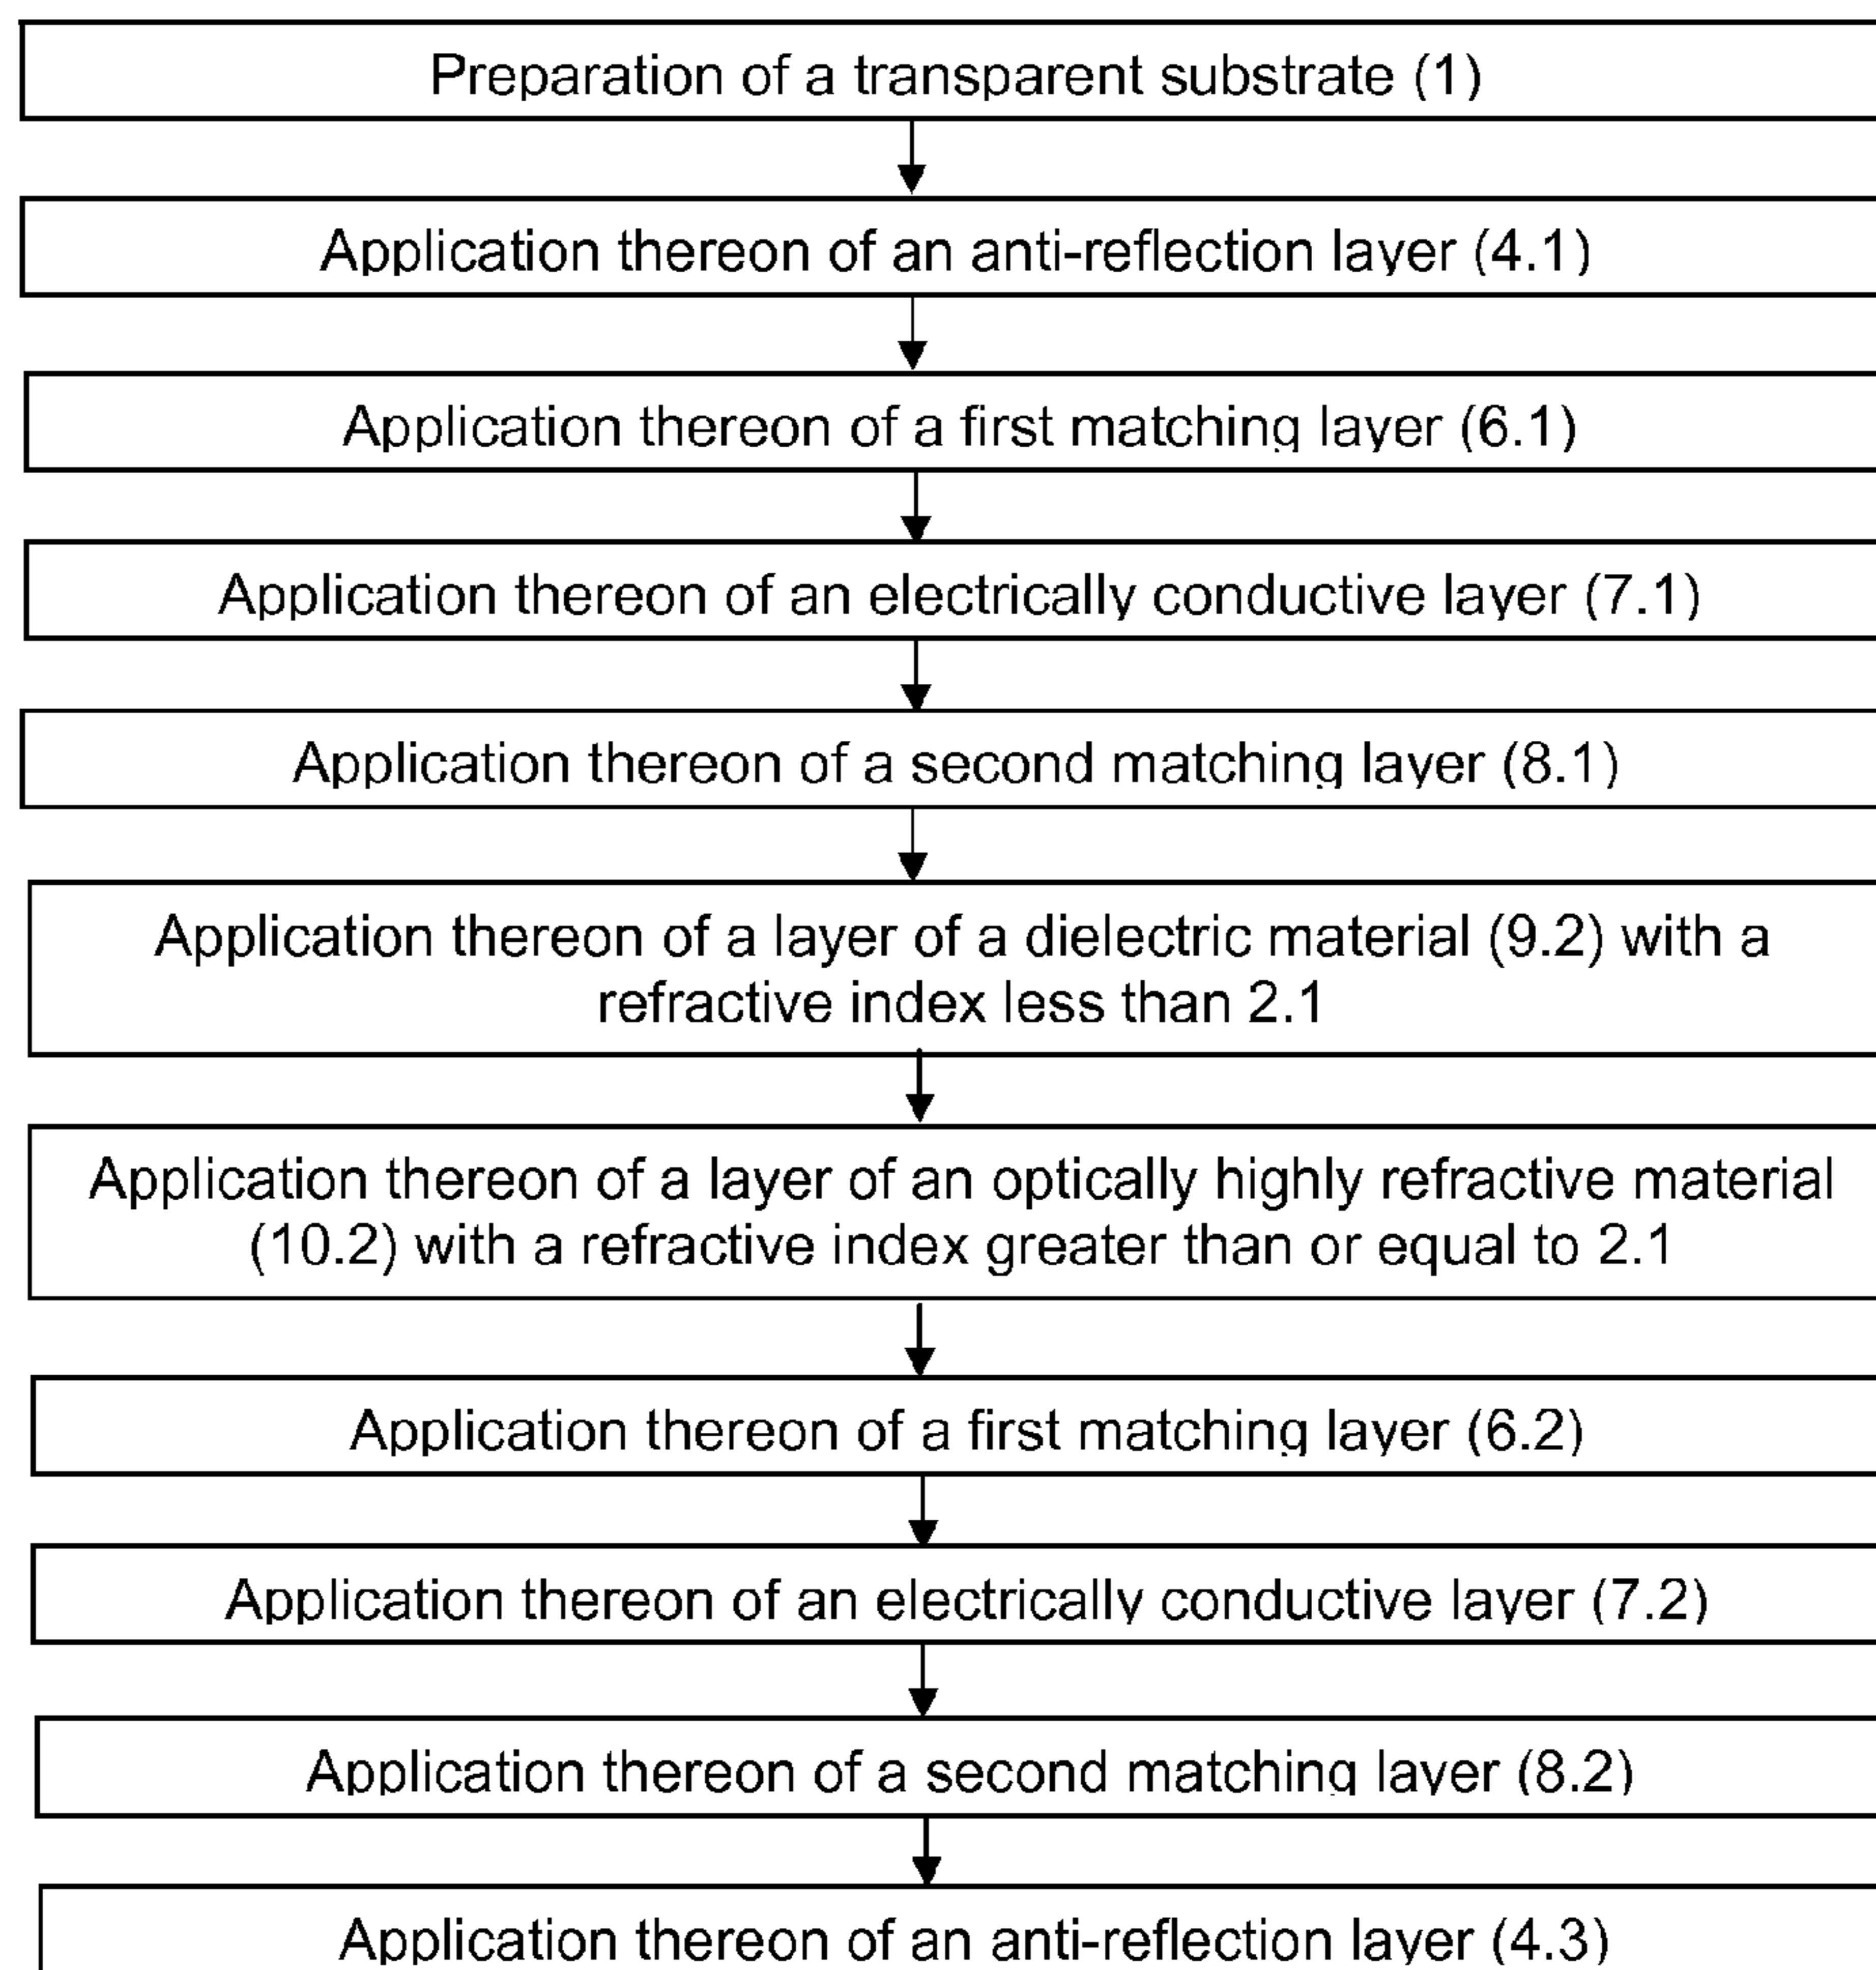 Preparation of a transparent substrate (1)
Application thereon of an anti-reflection layer (4.1)
Application thereon of a first matching layer (6.1)
Application thereon of an electrically conductive layer (7.1)
Application thereon of a second matching layer (8.1)
Application thereon of a layer of a dielectric material (9.2) with a
refractive index less than 2.1
Application thereon of a layer of an optically highly refractive material
(10.2) with a refractive index greater than or equal to 2.1
Application thereon of a first matching layer (6.2)
Application thereon of an electrically conductive layer (7.2)
Application thereon of a second matching layer (8.2)
Application thereon of an anti-reflection layer (4.3)